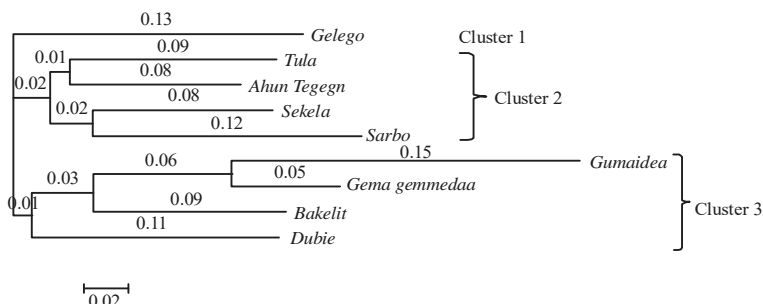 0.13
Gelego
Cluster 1
0.01
0.09
Tula
0.02
0.08
Ahun Tegegn
Cluster 2
0.02
0.08
Sekela
0.12
Sarbo
0.06
0.15
Gumaidea
0.03
0.05
Gema gemmedaa
0.01
0.09
Bakelit
Cluster 3
0.11
Dubie
0.02